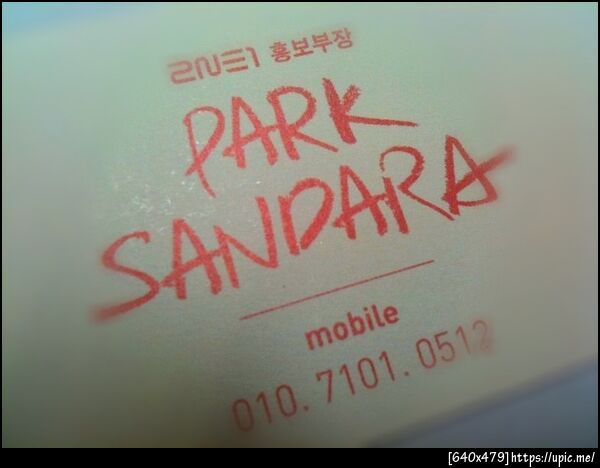 2NE1 홍보부장
PARK
SANDARA
mobile
010. 7101. 0512
[640x479]https://upic.me/